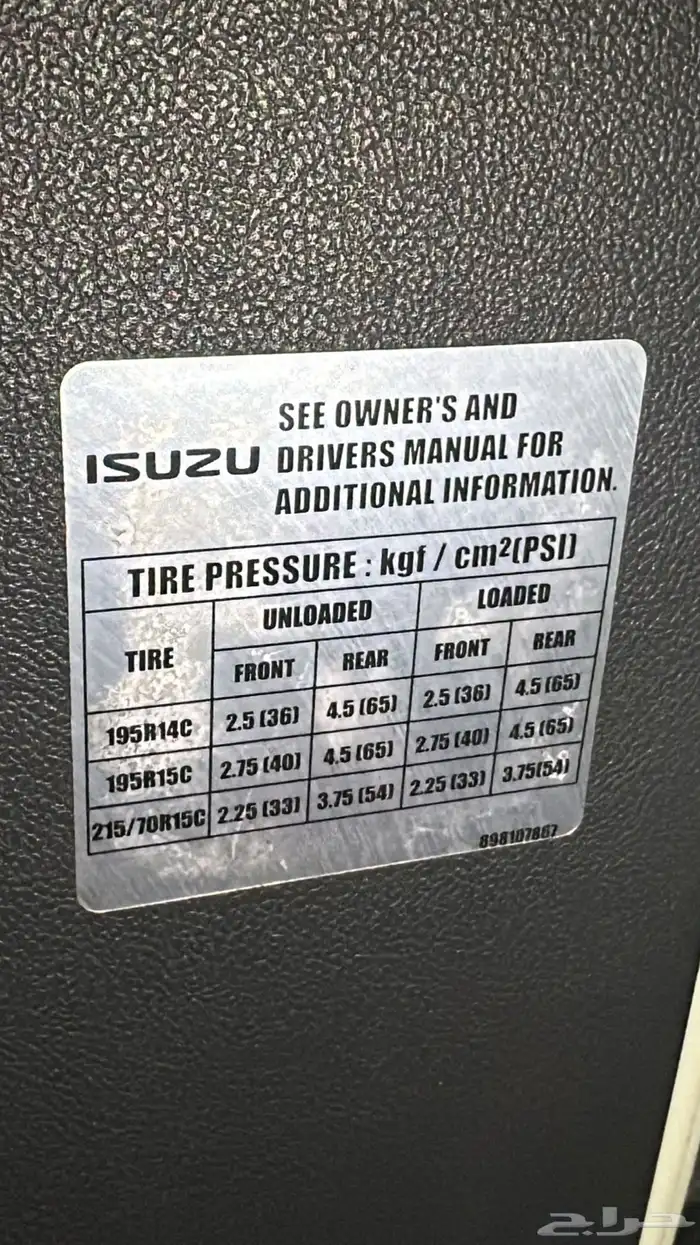 ISUZU
SEE OWNER'S AND
DRIVERS MANUAL FOR
ADDITIONAL INFORMATION.
TIRE PRESSURE : kgf / cm²(PSI)
TIRE UNLOADED LOADED
FRONT REAR FRONT REAR
195R14C 2.5 (36) 4.5 (65) 2.5 (36) 4.5 (65)
195R15C 2.75 (40) 4.5 (65) 2.75 (40) 4.5 (65)
215/70R15C 2.25 (33) 3.75 (54) 2.25 (33) 3.75(54)
898107867
حراج